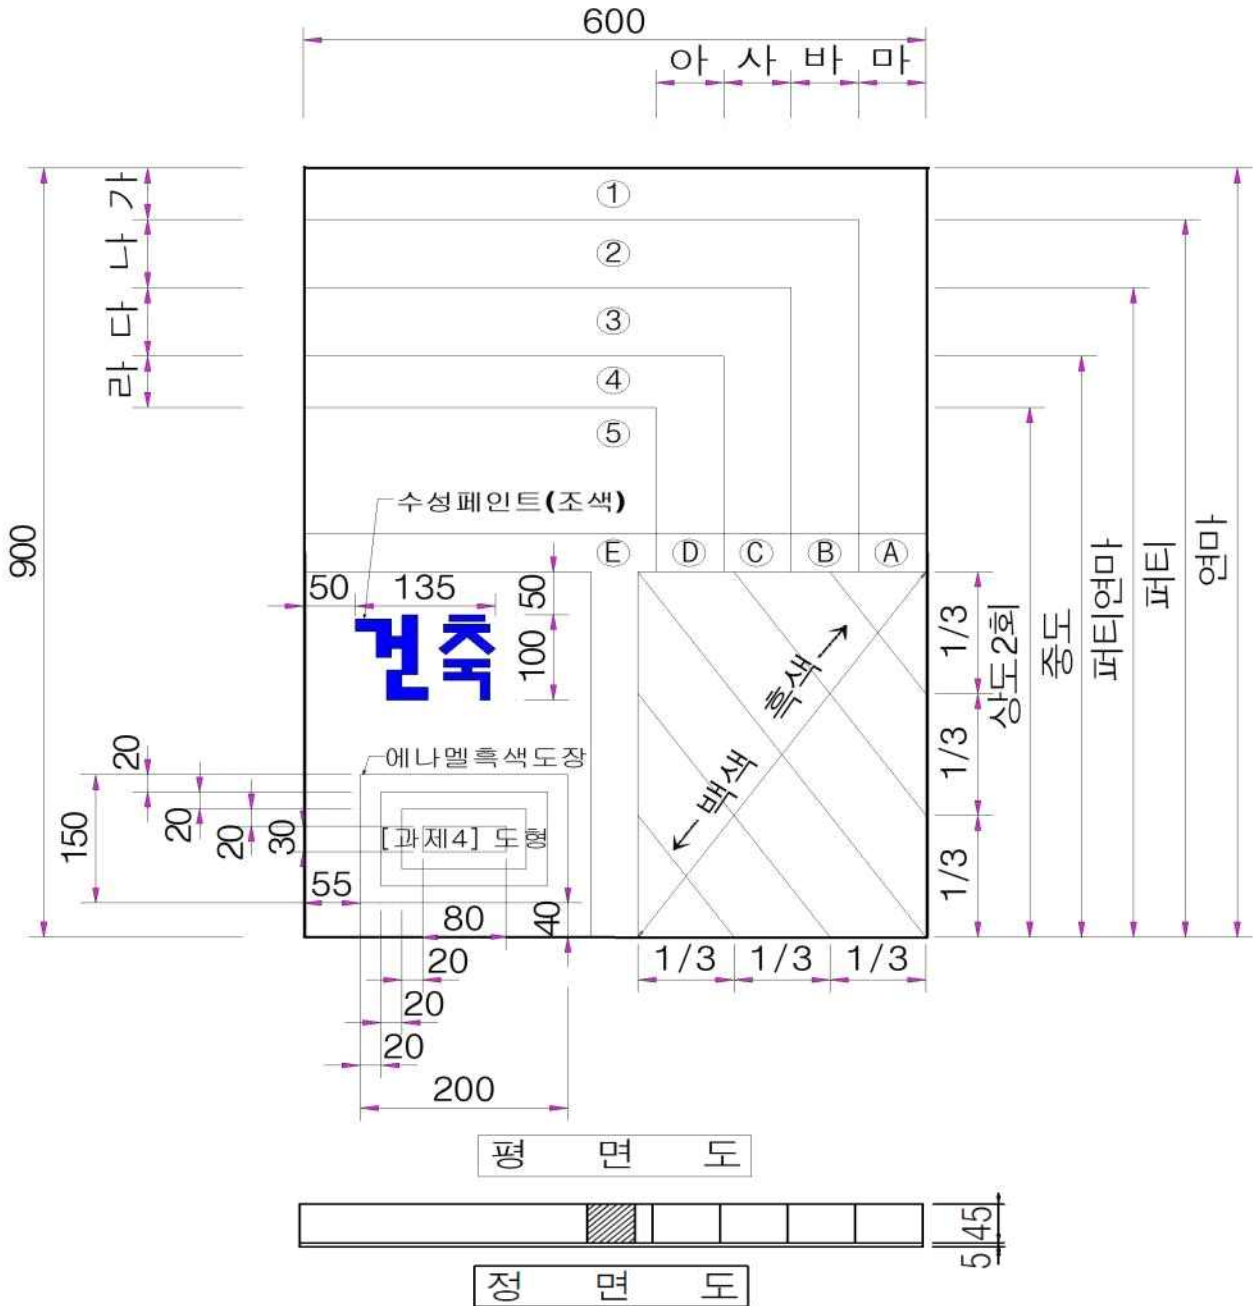 600
아 사 바 마
가
①
나
②
다
③
라
④
⑤
수성페인트(조색)
900
Ⓔ Ⓓ Ⓒ Ⓑ Ⓐ
50 135 50
건축
100
흑색
백색
1/3
1/3
1/3
상도2회
중도
퍼티연마
퍼티
연마
에나멜흑색도장
20
150
20
20
30
[과제4] 도형
55
80
40
1/3 1/3 1/3
20
20
20
200
평 면 도
45
5
정 면 도